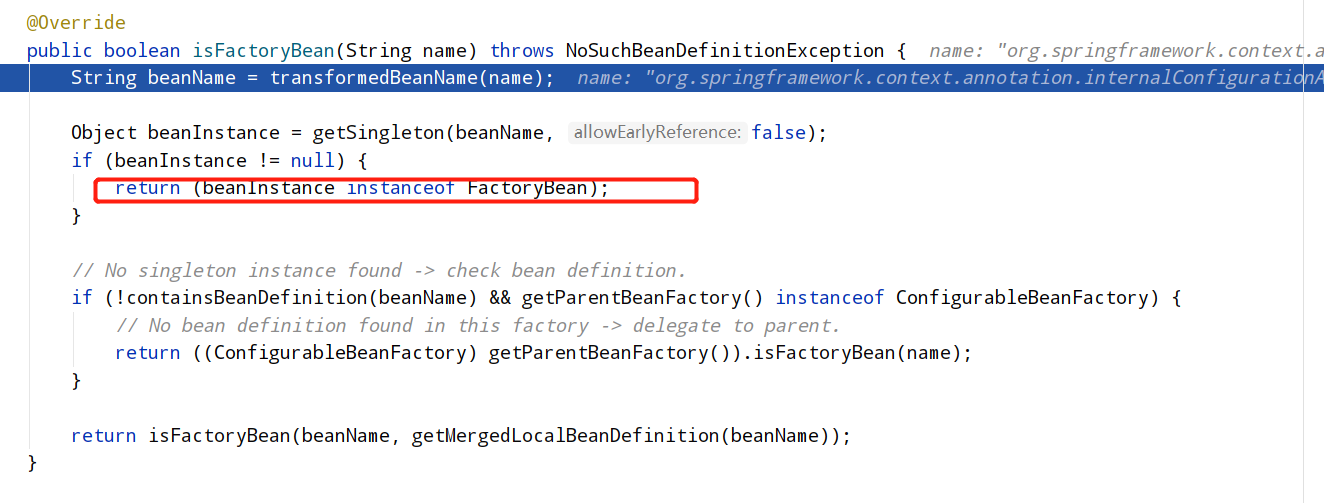 @Override
public boolean isFactoryBean(String name) throws NoSuchBeanDefinitionException { name: "org.springframework.context.a
String beanName = transformedBeanName(name); name: "org.springframework.context.annotation.internalConfigurationA
Object beanInstance = getSingleton(beanName, allowEarlyReference: false);
if (beanInstance != null) {
return (beanInstance instanceof FactoryBean);
}
// No singleton instance found -> check bean definition.
if (!containsBeanDefinition(beanName) && getParentBeanFactory() instanceof ConfigurableBeanFactory) {
// No bean definition found in this factory -> delegate to parent.
return ((ConfigurableBeanFactory) getParentBeanFactory()).isFactoryBean(name);
}
return isFactoryBean(beanName, getMergedLocalBeanDefinition(beanName));
}